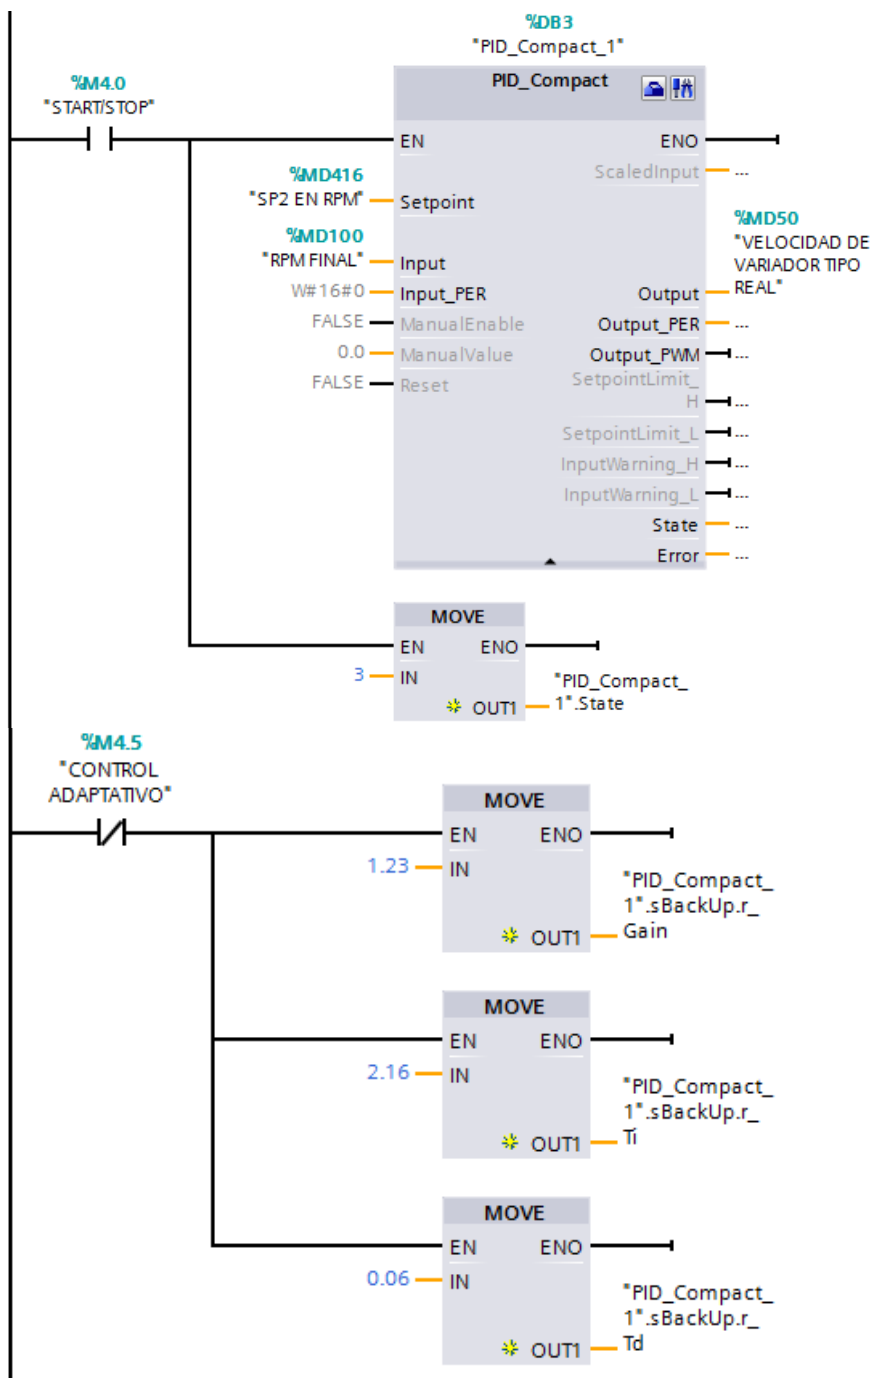 %DB3
"PID_Compact_1"
PID_Compact
%M4.0
"START/STOP"
EN
ENO
ScaledInput
...
%MD416
"SP2 EN RPM"
Setpoint
%MD100
"RPM FINAL"
Input
%MD50
"VELOCIDAD DE
VARIADOR TIPO
REAL"
W#16#0
Input_PER
Output
FALSE
ManualEnable
Output_PER
...
0.0
ManualValue
Output_PWM
...
FALSE
Reset
SetpointLimit_
H
...
SetpointLimit_L
...
InputWarning_H
...
InputWarning_L
...
State
...
Error
...
MOVE
EN
ENO
3
IN
OUT1
"PID_Compact_
1".State
%M4.5
"CONTROL
ADAPTATIVO"
MOVE
EN
ENO
1.23
IN
OUT1
"PID_Compact_
1".sBackUp.r_
Gain
MOVE
EN
ENO
2.16
IN
OUT1
"PID_Compact_
1".sBackUp.r_
Ti
MOVE
EN
ENO
0.06
IN
OUT1
"PID_Compact_
1".sBackUp.r_
Td